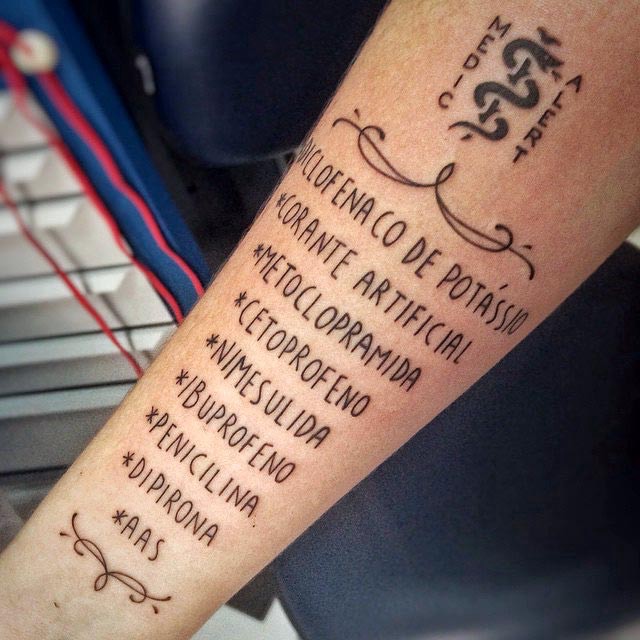 MEDIC
ALERT
*DICLOFENACO DE POTÁSSIO
*CORANTE ARTIFICIAL
*METOCLOPRAMIDA
*CETOPROFENO
*NIMESULIDA
*IBUPROFENO
*PENICILINA
*DIPIRONA
*AAS